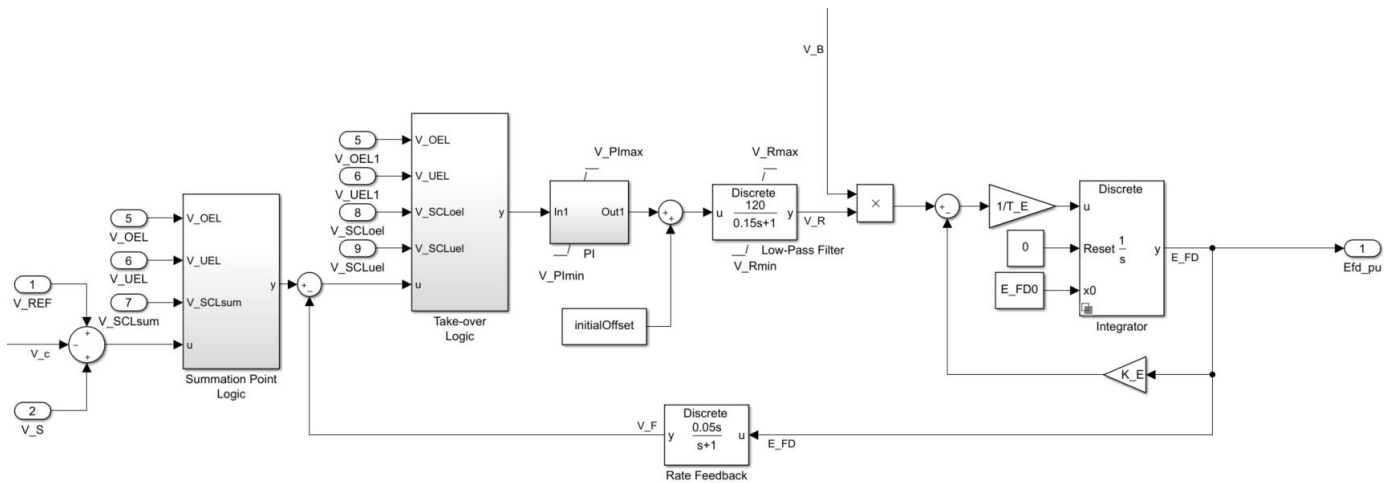 V_B
5
V_OEL
V_OEL1
V_PImax
V_Rmax
6
V_UEL
V_UEL1
Discrete
120
0.15s+1
u
y
V_R
Low-Pass Filter
V_Rmin
8
V_SCLoel
V_SCLoel
y
In1
Out1
PI
V_PImin
+
+
×
+
−
1/T_E
Discrete
u
Reset
1
s
y
x0
Integrator
0
E_FD0
E_FD
1
Efd_pu
9
V_SCLuel
V_SCLuel
u
Take-over
Logic
initialOffset
5
V_OEL
V_OEL
6
V_UEL
V_UEL
7
V_SCLsum
V_SCLsum
y
u
Summation Point
Logic
+
−
1
V_REF
+
−
+
V_c
2
V_S
K_E
V_F
Discrete
0.05s
s+1
y
u
Rate Feedback
E_FD